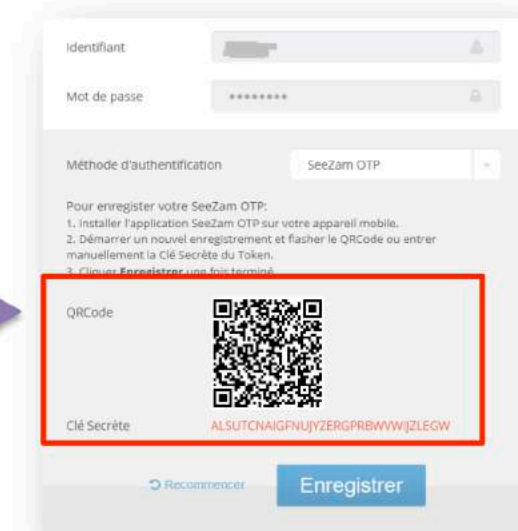 Identifiant
Mot de passe ********
Méthode d'authentification SeeZam OTP
Pour enregister votre SeeZam OTP:
1. Installer l'application SeeZam OTP sur votre appareil mobile.
2. Démarrer un nouvel enregistrement et flasher le QRCode ou entrer
manuellement la Clé Secrète du Token.
3. Cliquer Enregistrer une fois terminé
QRCode
Clé Secrète ALSUTCNAIGFNUJYZERGPRBWVWIJZLEGW
Recommencer Enregistrer